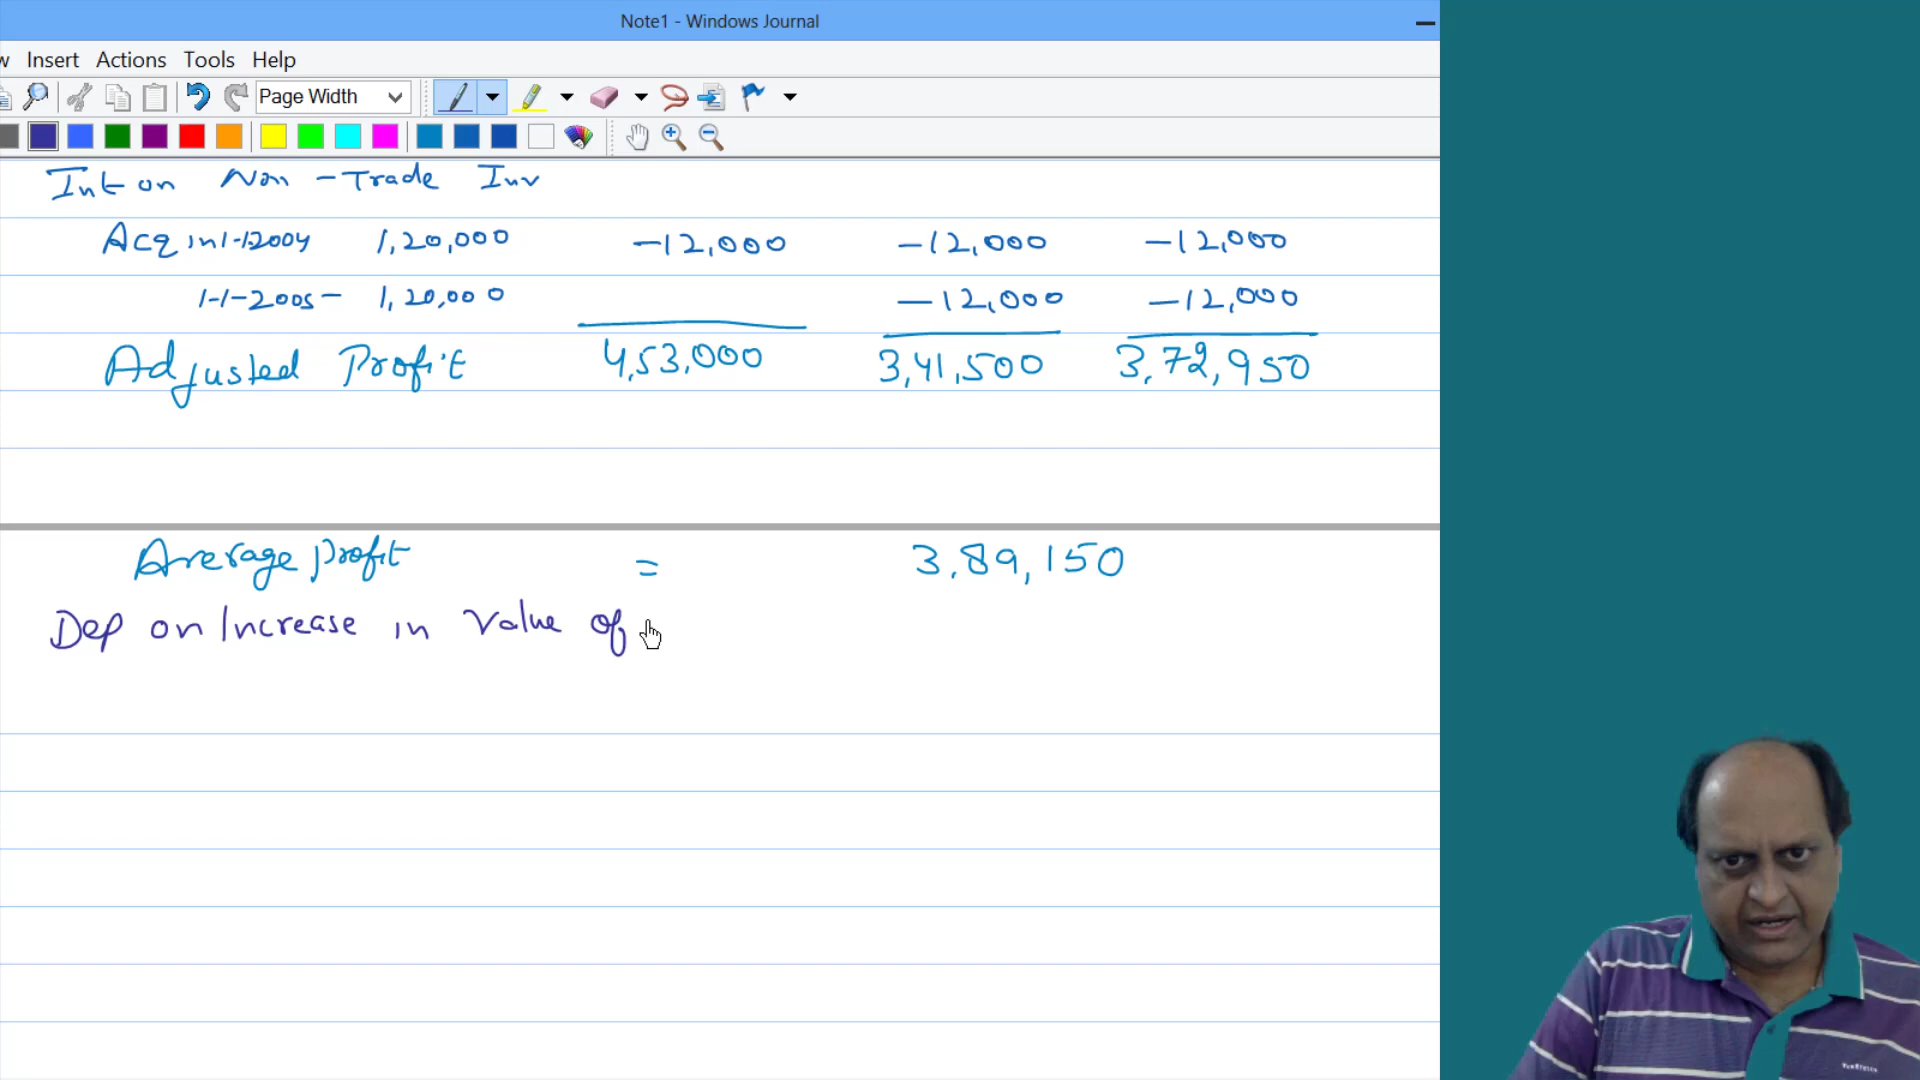 Note1 - Windows Journal
w Insert Actions Tools Help
Page Width
Int on Non - Trade Inv
Acq in 1-1-2004 1,20,000 -12,000 -12,000 -12,000
1-1-2005- 1,20,000 -12,000 -12,000
Adjusted Profit 4,53,000 3,41,500 3,72,950
Average profit = 3,89,150
Dep on Increase in Value of